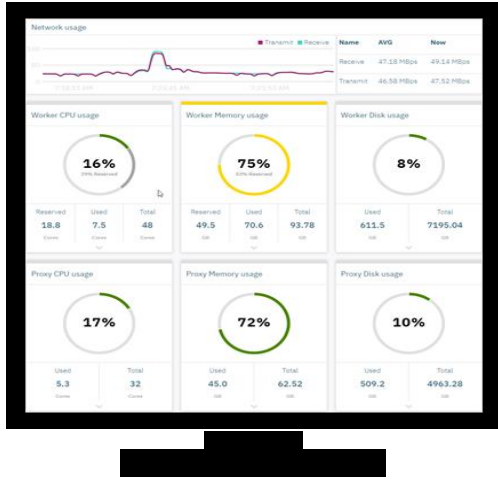 Network usage
Transmit Receive
Name AVG Now
Receive 47.18 MBps 49.14 MBps
Transmit 46.58 MBps 47.52 MBps
Worker CPU usage
Worker Memory usage
Worker Disk usage
16%
75%
8%
Reserved Used Total
18.8 7.5 48
Cores Cores Cores
Reserved Used Total
49.5 70.6 93.78
GB GB GB
Used Total
611.5 7195.04
GB GB
Proxy CPU usage
Proxy Memory usage
Proxy Disk usage
17%
72%
10%
Used Total
5.3 32
Cores Cores
Used Total
45.0 62.52
GB GB
Used Total
509.2 4963.28
GB GB